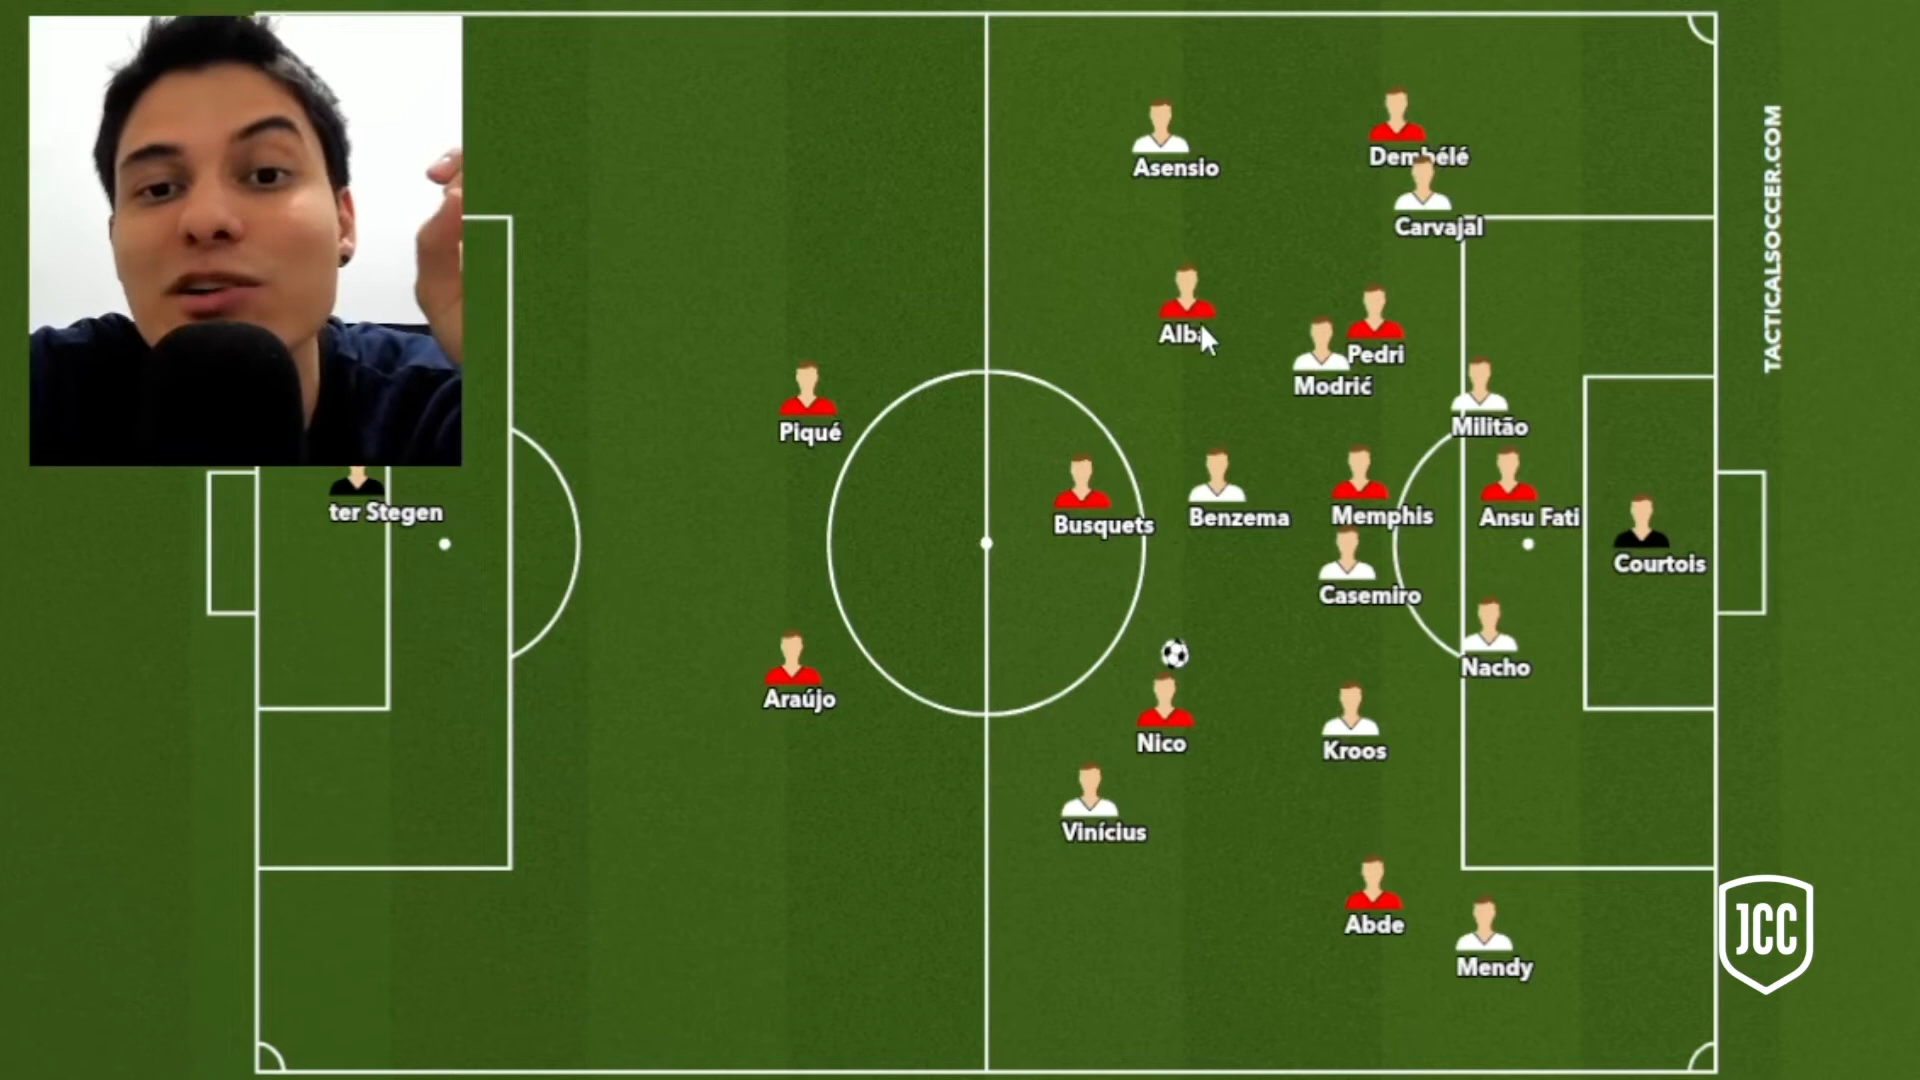 Asensio
Dembélé
Carvajal
Alba
Pedri
Modrić
Piqué
Militão
ter Stegen
Busquets
Benzema
Memphis
Ansu Fati
Courtois
Casemiro
Nacho
Araújo
Nico
Kroos
Vinícius
Abde
Mendy
TACTICALSOCCER.COM
JCC